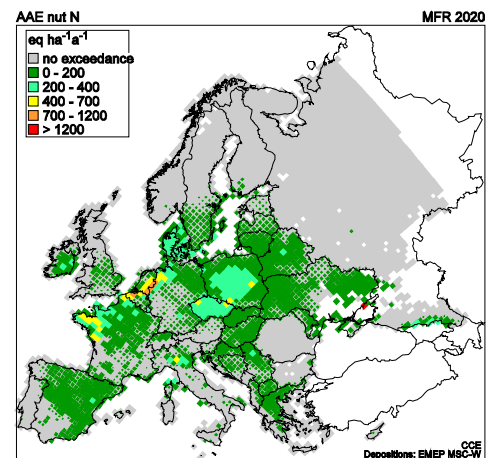 AAE nut N MFR 2020
eq ha-1a-1
no exceedance
0 - 200
200 - 400
400 - 700
700 - 1200
> 1200
CCE
Depositions: EMEP MSC-W